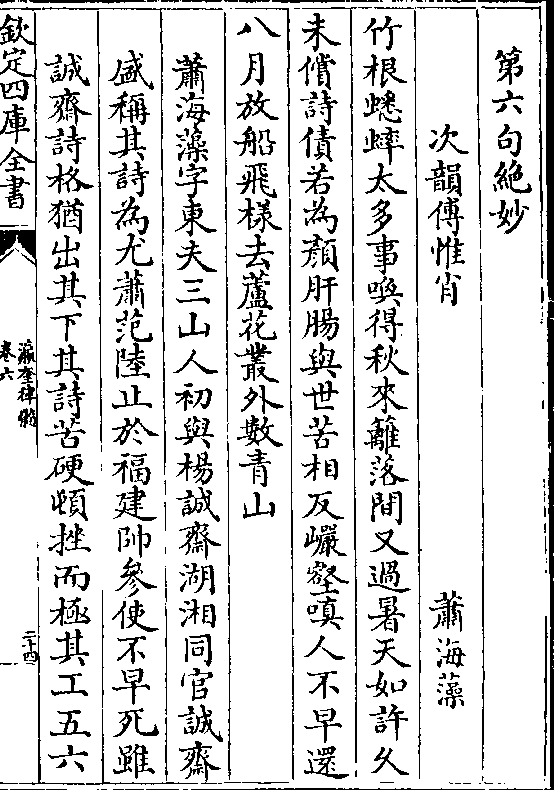 第六句絶妙
次韻傅惟肖　蕭海藻
竹根蟋蟀太多事喚得秋來籬落間又過暑天如許久
未償詩債若為顔肝腸與世苦相反巖壑嗔人不早還
八月放船飛樣去蘆花叢外數青山
蕭海藻字東夫三山人初與楊誠齋湖湘同官誠齋
盛稱其詩為尤蕭范陸止於福建帥參使不早死雖
誠齋詩格猶出其下其詩苦硬頓挫而極其工五六
欽定四庫全書
瀛奎律髓
卷六
二十四